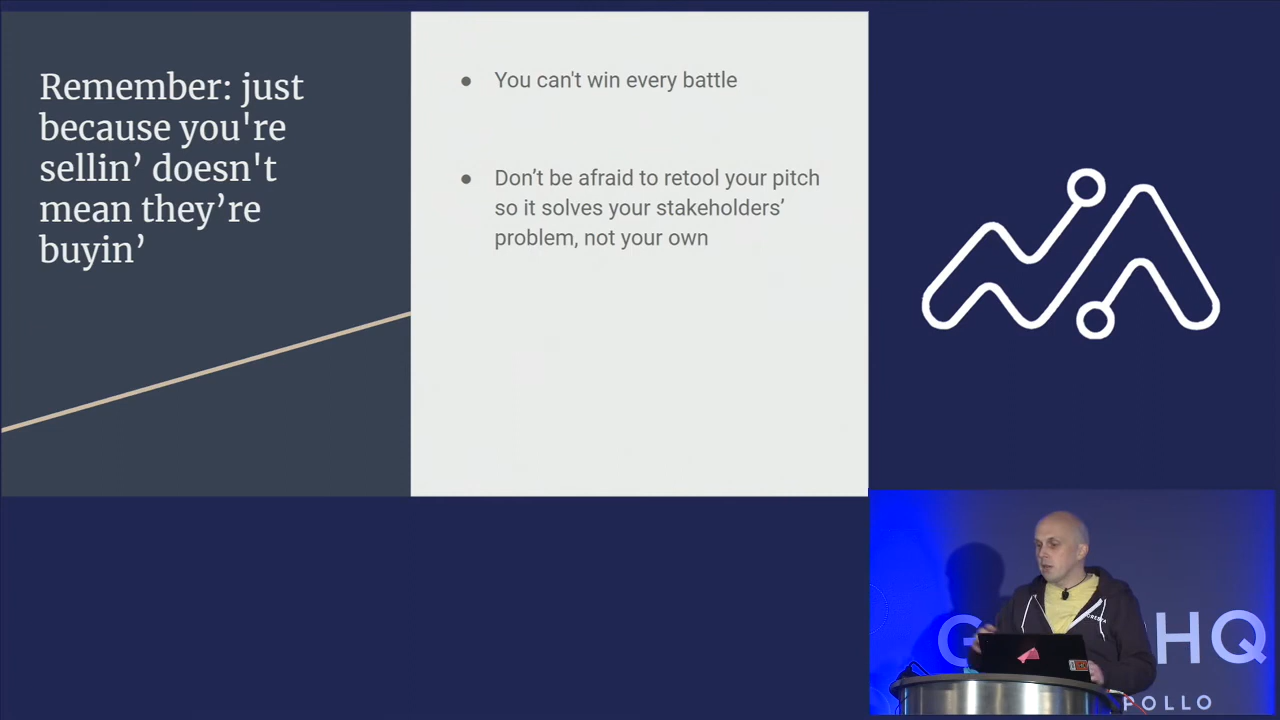 Remember: just
because you're
sellin’ doesn't
mean they’re
buyin’
● You can't win every battle
● Don’t be afraid to retool your pitch
so it solves your stakeholders’
problem, not your own
HQ
POLLO